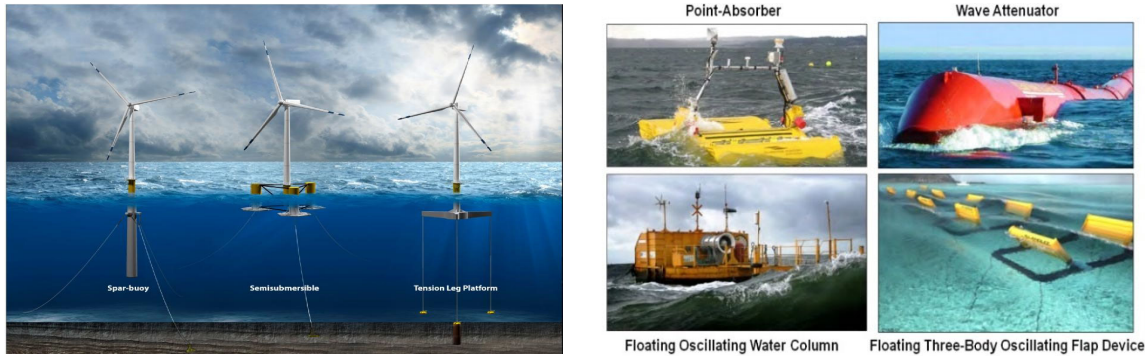 Point-Absorber
Wave Attenuator
Spar-buoy
Semisubmersible
Tension Leg Platform
Floating Oscillating Water Column
Floating Three-Body Oscillating Flap Device